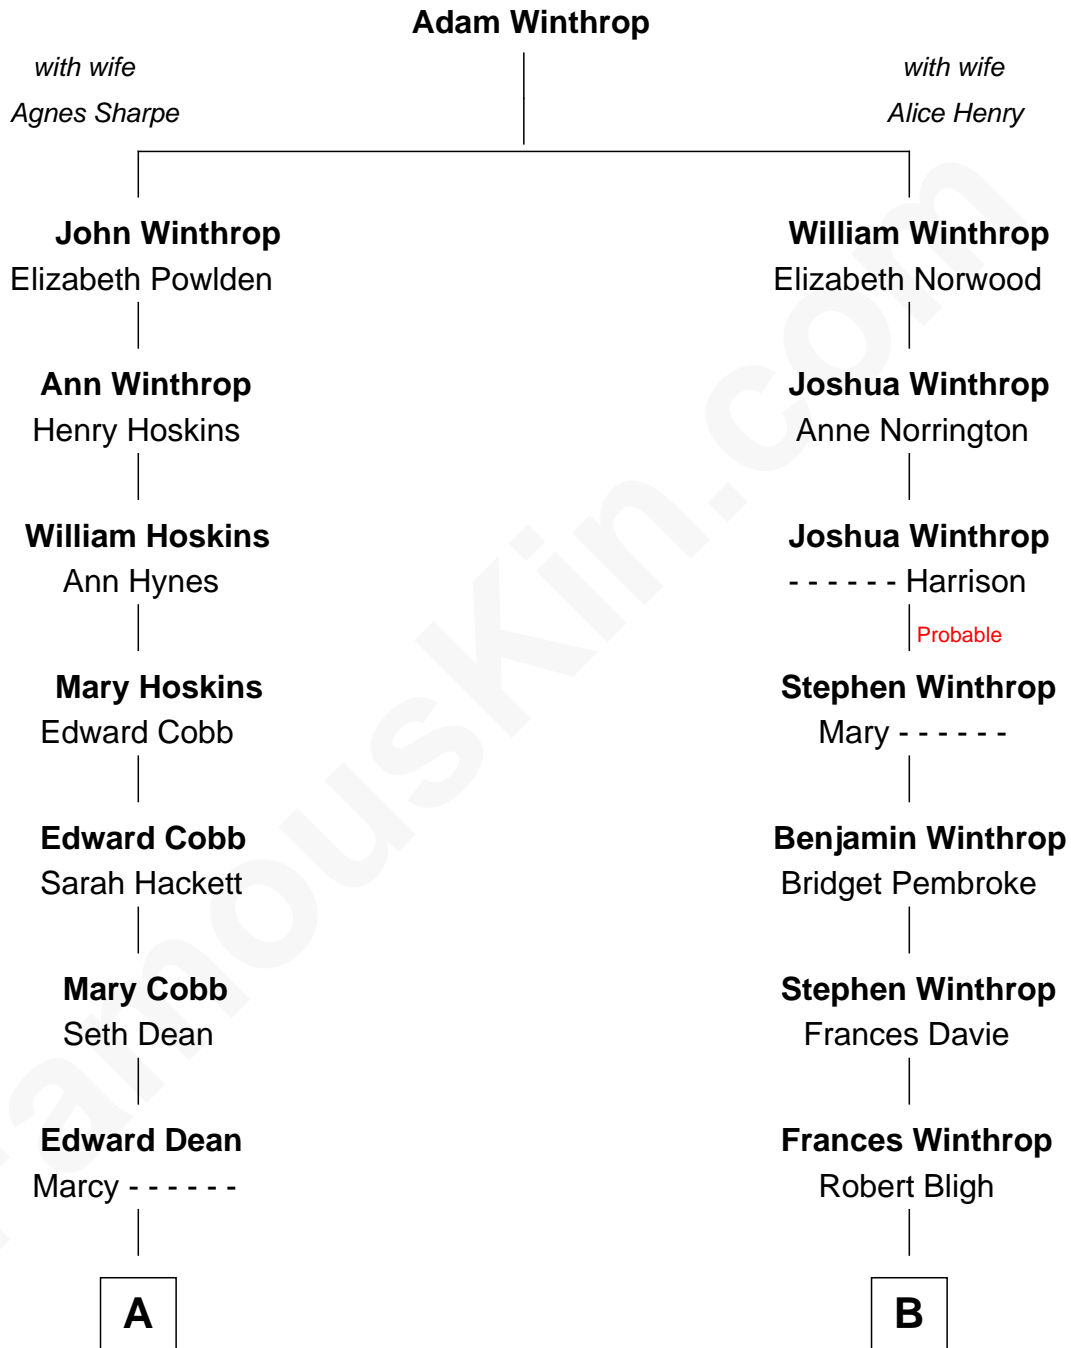 Adam Winthrop
with wife
Agnes Sharpe
with wife
Alice Henry
John Winthrop
Elizabeth Powlden
William Winthrop
Elizabeth Norwood
Ann Winthrop
Henry Hoskins
Joshua Winthrop
Anne Norrington
William Hoskins
Ann Hynes
Joshua Winthrop
- - - - - - Harrison
Probable
Mary Hoskins
Edward Cobb
Stephen Winthrop
Mary - - - - - -
Edward Cobb
Sarah Hackett
Benjamin Winthrop
Bridget Pembroke
Mary Cobb
Seth Dean
Stephen Winthrop
Frances Davie
Edward Dean
Marcy - - - - - -
Frances Winthrop
Robert Bligh
A
B
FamousKin.com